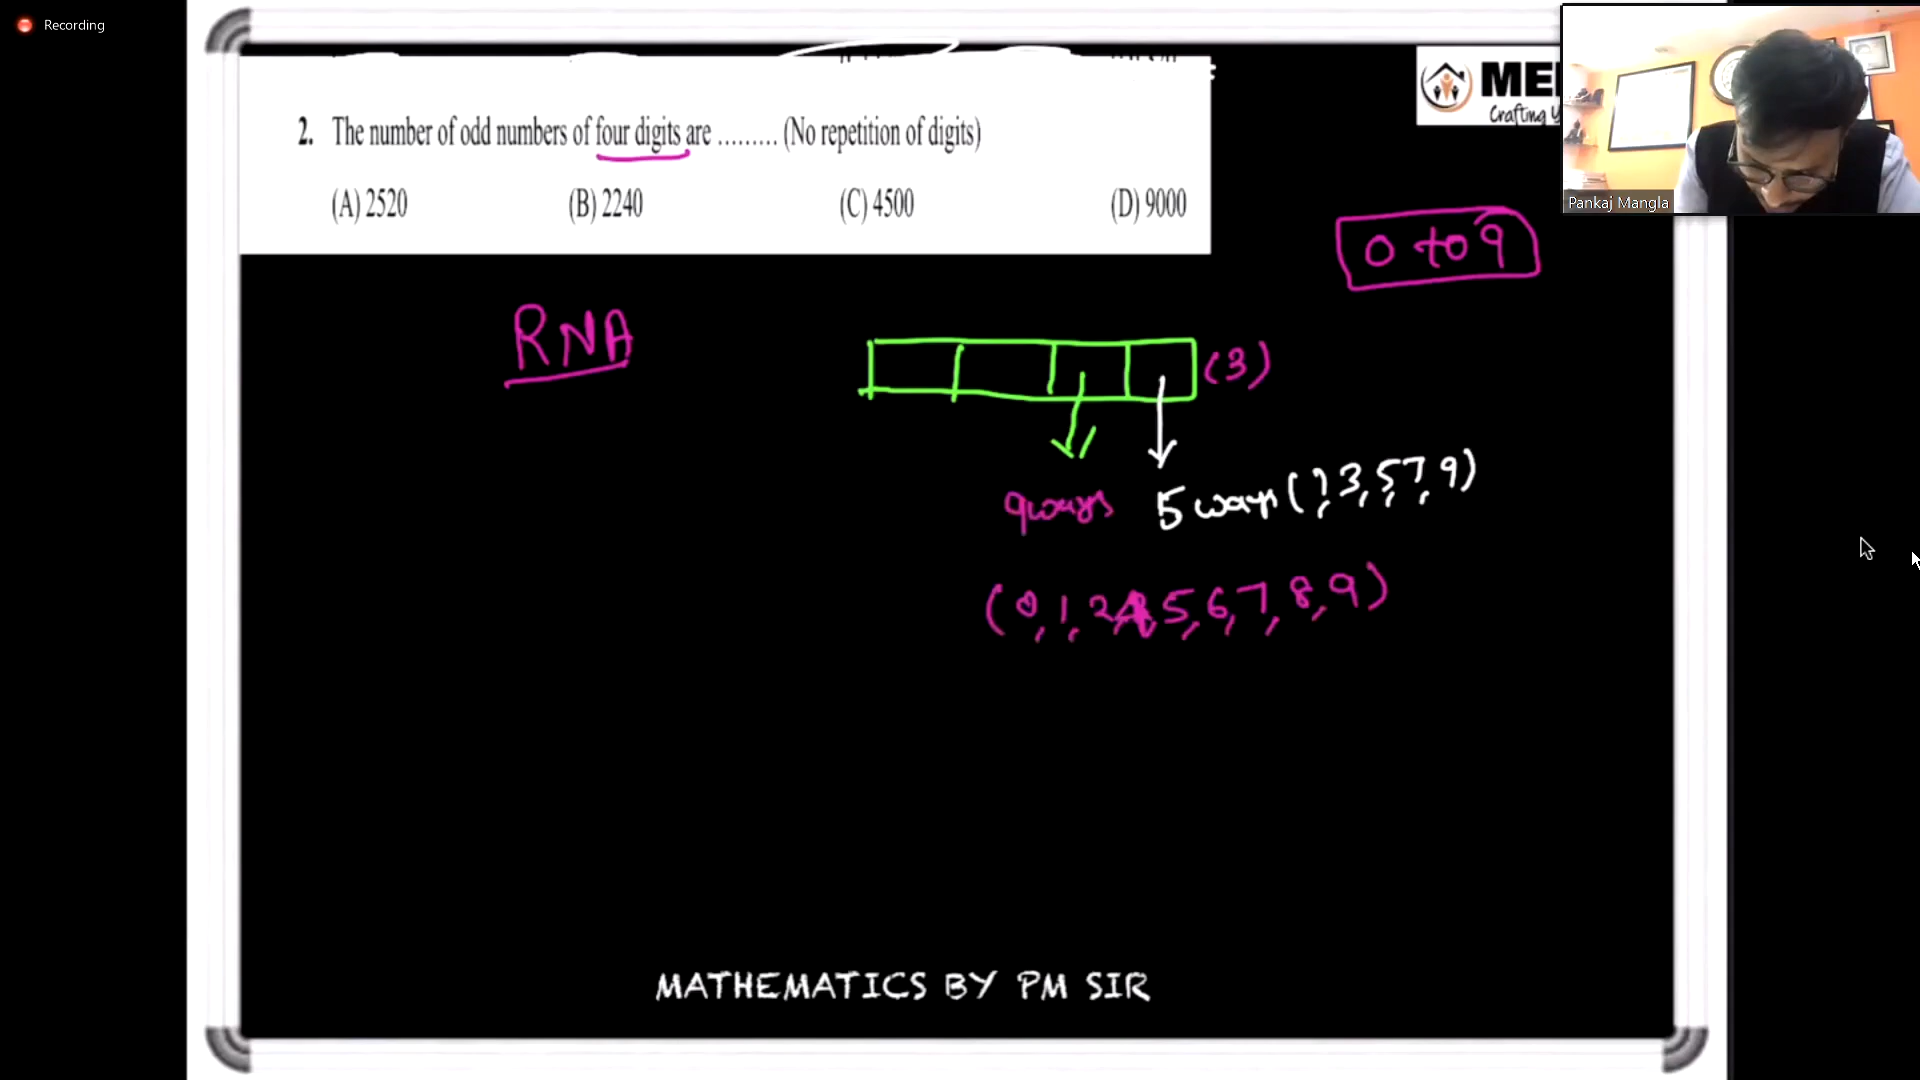 Recording
ME
Crafting Y
2. The number of odd numbers of four digits are ......... (No repetition of digits)
(A) 2520 (B) 2240 (C) 4500 (D) 9000
Pankaj Mangla
0 to 9
RNA
(3)
9ways 5 ways (1, 3, 5, 7, 9)
(0, 1, 2, 5, 6, 7, 8, 9)
MATHEMATICS BY PM SIR